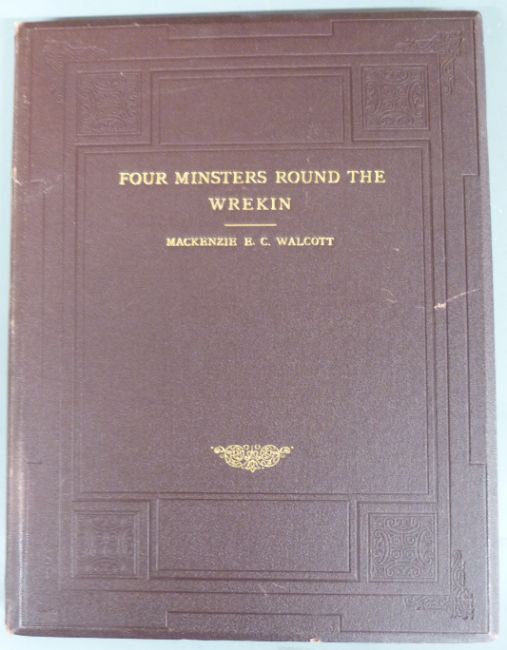 FOUR MINSTERS ROUND THE
WREKIN
MACKENZIE E. C. WALCOTT